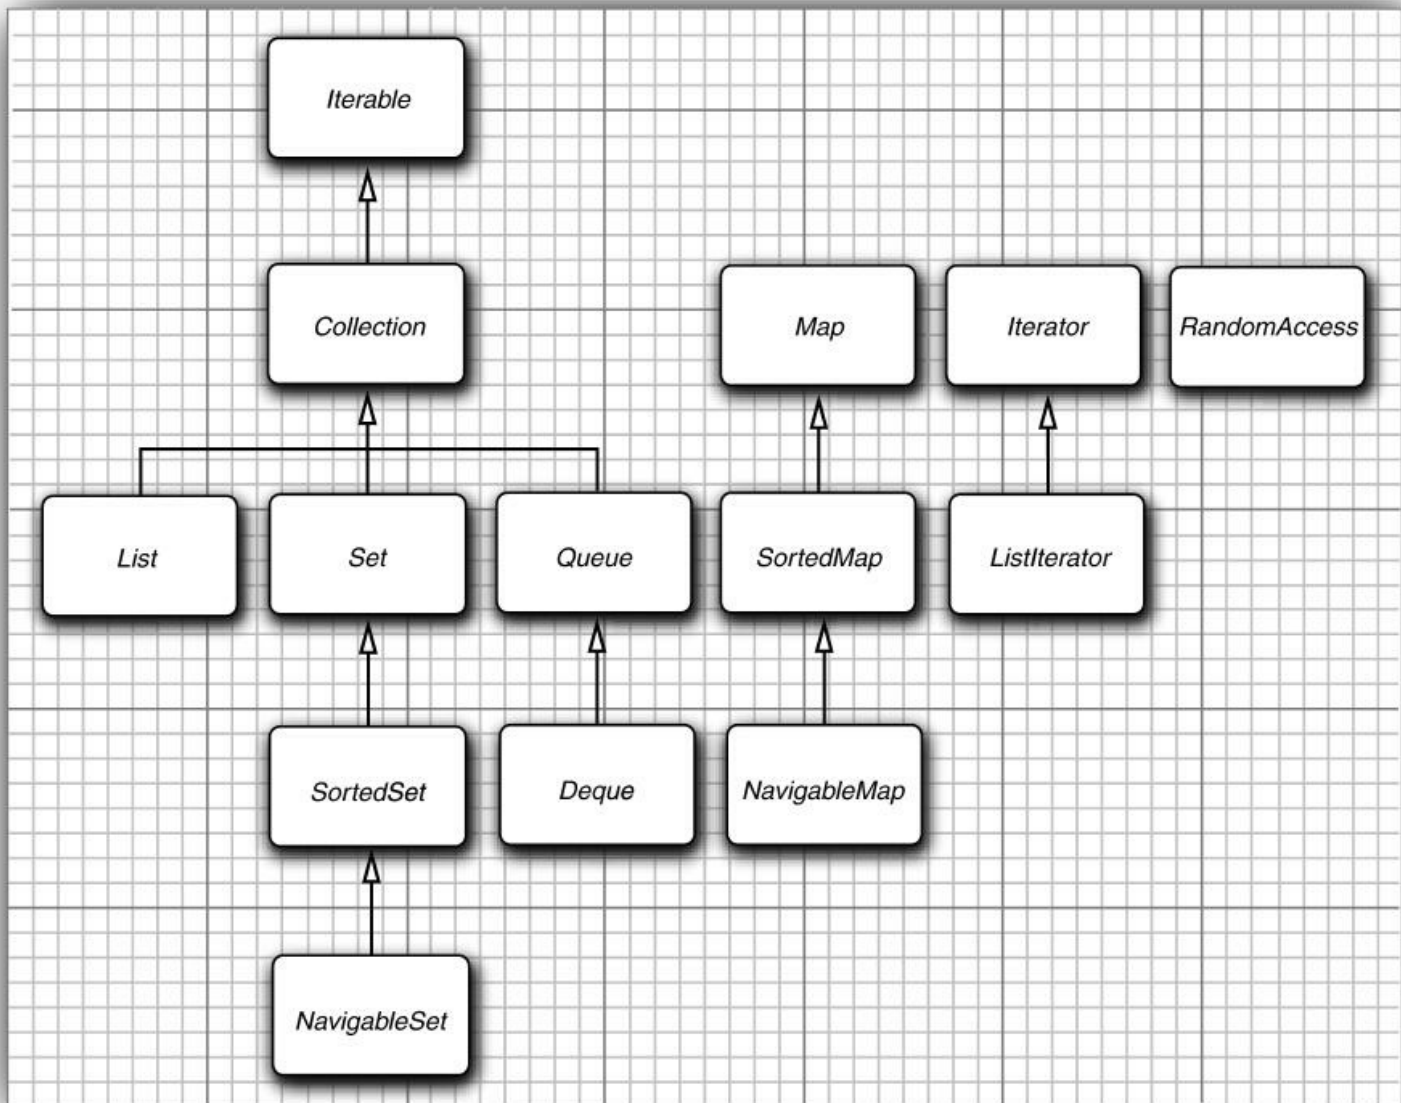 Iterable
Collection
Map
Iterator
RandomAccess
List
Set
Queue
SortedMap
ListIterator
SortedSet
Deque
NavigableMap
NavigableSet